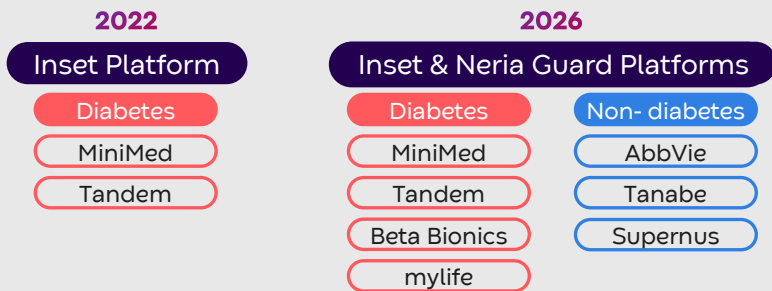 2022
Inset Platform
Diabetes
MiniMed
Tandem
2026
Inset & Neria Guard Platforms
Diabetes
MiniMed
Tandem
Beta Bionics
mylife
Non- diabetes
AbbVie
Tanabe
Supernus